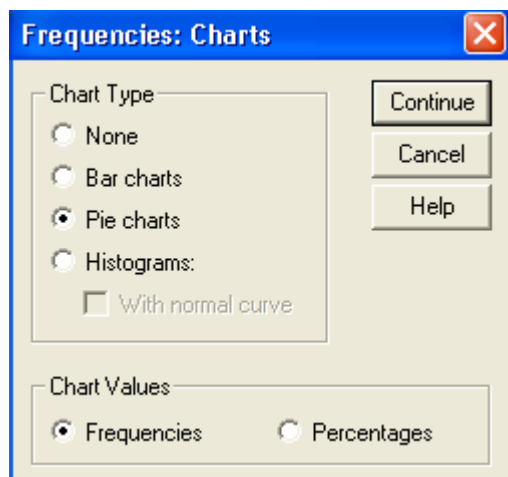 Frequencies: Charts
Chart Type
None
Bar charts
Pie charts
Histograms:
With normal curve
Continue
Cancel
Help
Chart Values
Frequencies
Percentages